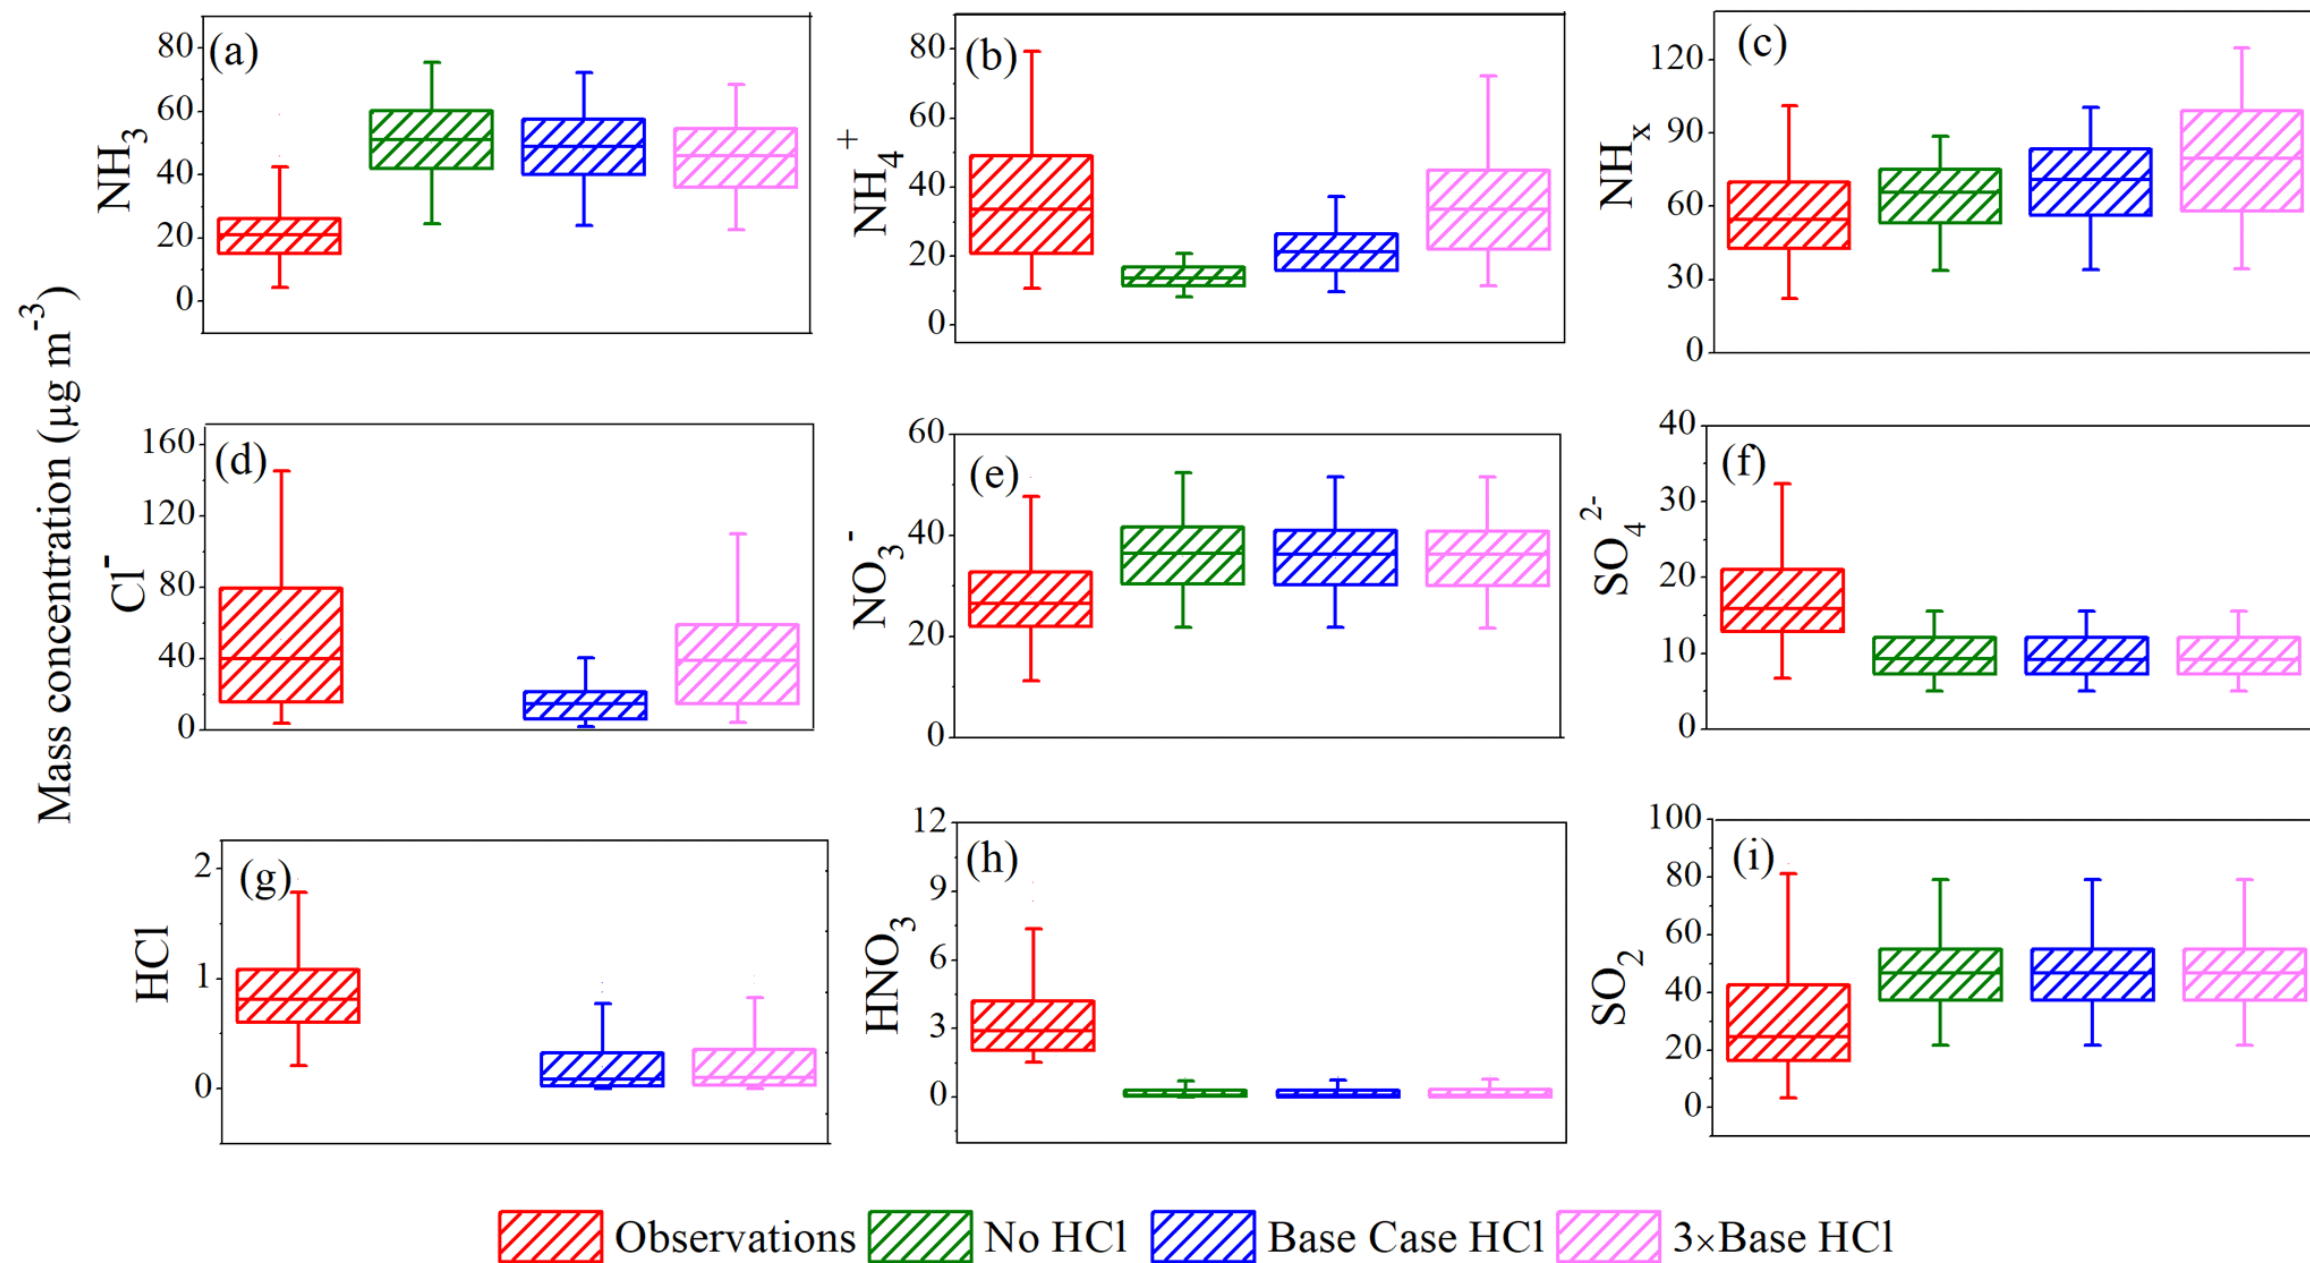 Mass concentration (μg m⁻³)
(a)
NH₃
80
60
40
20
0
(b)
NH₄⁺
80
60
40
20
0
(c)
NHₓ
120
90
60
30
0
(d)
Cl⁻
160
120
80
40
0
(e)
NO₃⁻
60
40
20
0
(f)
SO₄²⁻
40
30
20
10
0
(g)
HCl
2
1
0
(h)
HNO₃
12
9
6
3
0
(i)
SO₂
100
80
60
40
20
0
Observations No HCl Base Case HCl 3×Base HCl